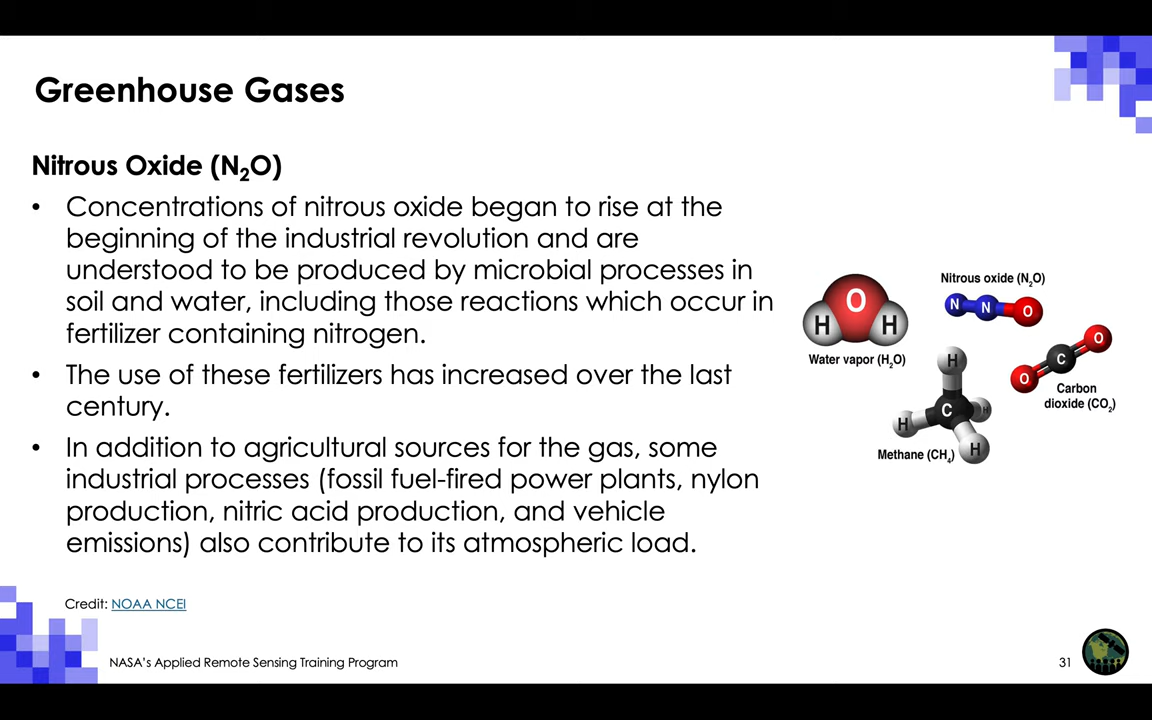 Greenhouse Gases
Nitrous Oxide (N₂O)
• Concentrations of nitrous oxide began to rise at the
beginning of the industrial revolution and are
understood to be produced by microbial processes in
soil and water, including those reactions which occur in
fertilizer containing nitrogen.
• The use of these fertilizers has increased over the last
century.
• In addition to agricultural sources for the gas, some
industrial processes (fossil fuel-fired power plants, nylon
production, nitric acid production, and vehicle
emissions) also contribute to its atmospheric load.
O
H H
Water vapor (H₂O)
Nitrous oxide (N₂O)
N N O
O
C
O
Carbon
dioxide (CO₂)
H
C H
H
H
Methane (CH₄)
Credit: NOAA NCEI
NASA's Applied Remote Sensing Training Program
31